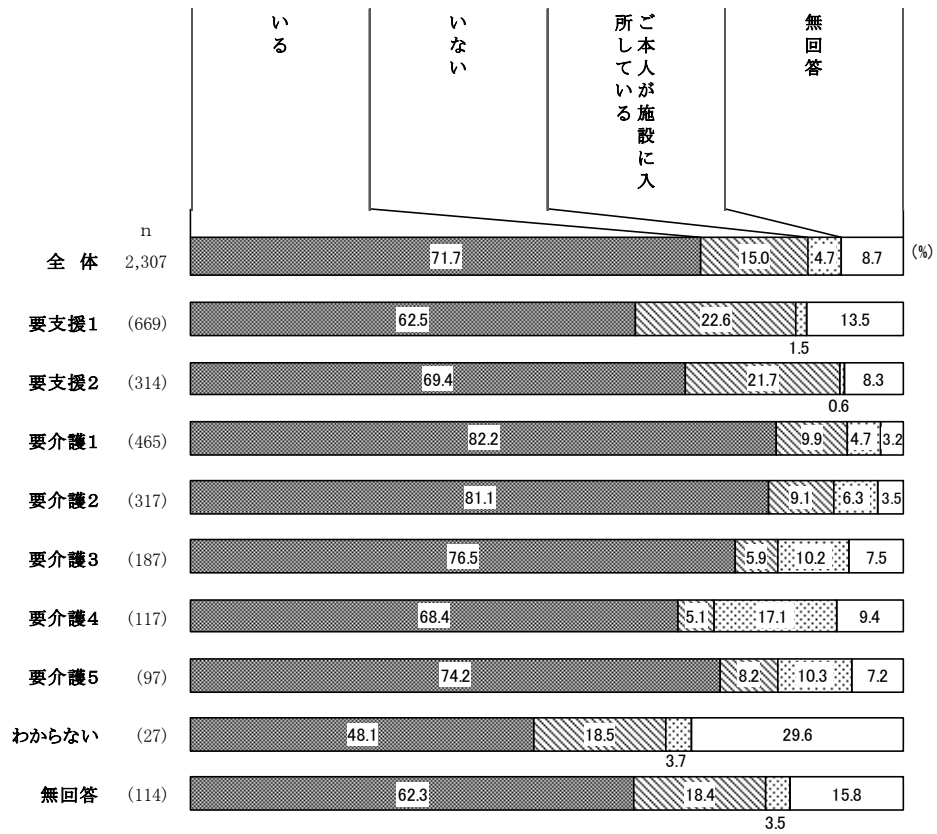 いる
いない
ご本人が施設に入
所している
無回答
n
全 体 2,307 71.7 15.0 4.7 8.7 (%)
要支援1 (669) 62.5 22.6 13.5
1.5
要支援2 (314) 69.4 21.7 8.3
0.6
要介護1 (465) 82.2 9.9 4.7 3.2
要介護2 (317) 81.1 9.1 6.3 3.5
要介護3 (187) 76.5 5.9 10.2 7.5
要介護4 (117) 68.4 5.1 17.1 9.4
要介護5 (97) 74.2 8.2 10.3 7.2
わからない (27) 48.1 18.5 29.6
3.7
無回答 (114) 62.3 18.4 15.8
3.5